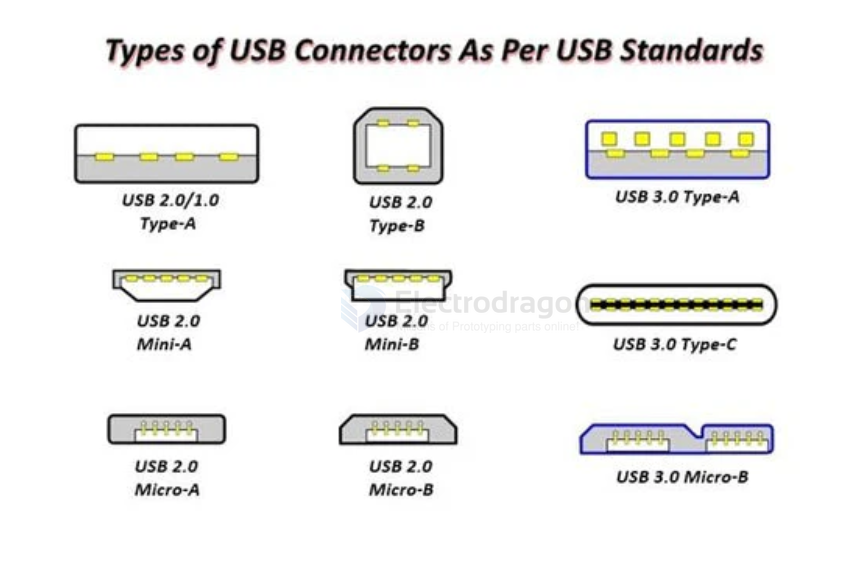 Types of USB Connectors As Per USB Standards
USB 2.0/1.0
Type-A
USB 2.0
Type-B
USB 3.0 Type-A
USB 2.0
Mini-A
USB 2.0
Mini-B
Electrodragon
of Prototyping parts online"
USB 3.0 Type-C
USB 2.0
Micro-A
USB 2.0
Micro-B
USB 3.0 Micro-B